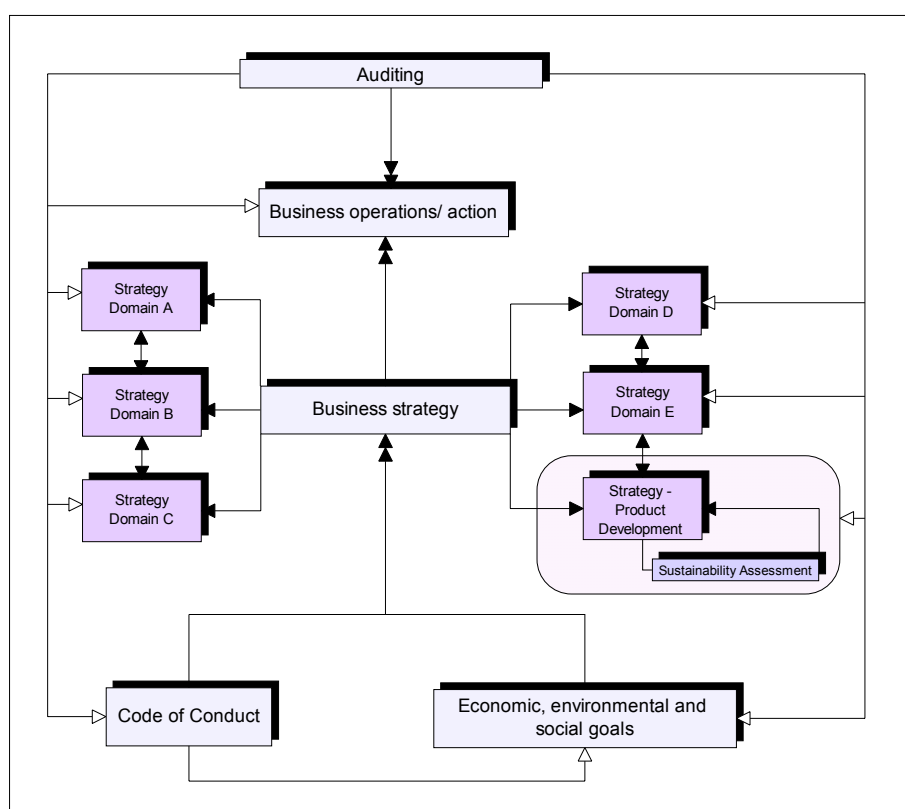 Auditing
Business operations/ action
Strategy
Domain A
Strategy
Domain D
Strategy
Domain B
Business strategy
Strategy
Domain E
Strategy
Domain C
Strategy -
Product
Development
Sustainability Assessment
Code of Conduct
Economic, environmental and
social goals